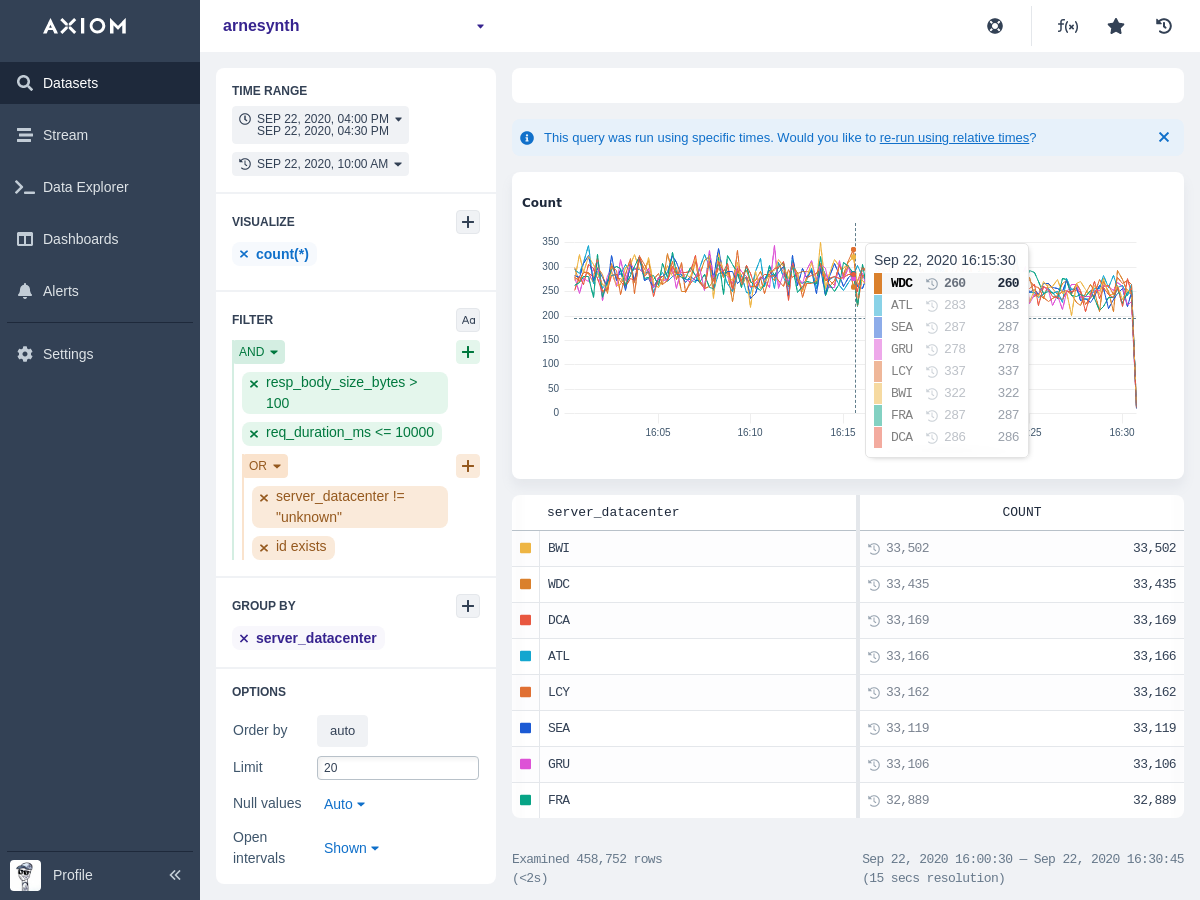 AXIOM
arnesynth
f(x)
Datasets
Stream
Data Explorer
Dashboards
Alerts
Settings
Profile
TIME RANGE
SEP 22, 2020, 04:00 PM
SEP 22, 2020, 04:30 PM
SEP 22, 2020, 10:00 AM
VISUALIZE
count(*)
FILTER
Aa
AND
resp_body_size_bytes >
100
req_duration_ms <= 10000
OR
server_datacenter !=
"unknown"
id exists
GROUP BY
server_datacenter
OPTIONS
Order by auto
Limit 20
Null values Auto
Open
intervals
Shown
This query was run using specific times. Would you like to re-run using relative times?
Count
350
300
250
200
150
100
50
0
16:05 16:10 16:15 25 16:30
Sep 22, 2020 16:15:30
WDC 260 260
ATL 283 283
SEA 287 287
GRU 278 278
LCY 337 337
BWI 322 322
FRA 287 287
DCA 286 286
server_datacenter COUNT
BWI 33,502 33,502
WDC 33,435 33,435
DCA 33,169 33,169
ATL 33,166 33,166
LCY 33,162 33,162
SEA 33,119 33,119
GRU 33,106 33,106
FRA 32,889 32,889
Examined 458,752 rows
(<2s)
Sep 22, 2020 16:00:30 — Sep 22, 2020 16:30:45
(15 secs resolution)